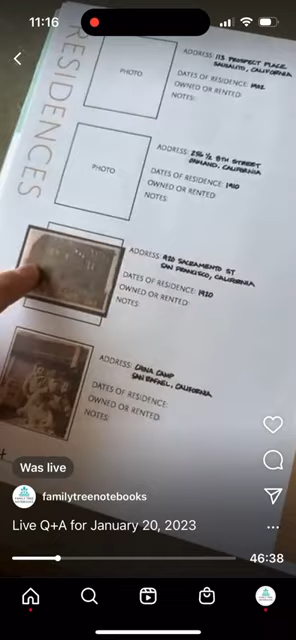 11:16
RESIDENCES
PHOTO
ADDRESS: 113 PROSPECT PLACE
SAUSALITO, CALIFORNIA
DATES OF RESIDENCE: 1902
OWNED OR RENTED:
NOTES:
PHOTO
ADDRESS: 256 ½ 8TH STREET
OAKLAND, CALIFORNIA
DATES OF RESIDENCE: 1910
OWNED OR RENTED:
NOTES:
ADDRESS: 920 SACRAMENTO ST
SAN FRANCISCO, CALIFORNIA
DATES OF RESIDENCE: 1920
OWNED OR RENTED:
NOTES:
ADDRESS: CHINA CAMP
SAN RAFAEL, CALIFORNIA
DATES OF RESIDENCE:
OWNED OR RENTED:
NOTES:
Was live
familytreenotebooks
Live Q+A for January 20, 2023
46:38